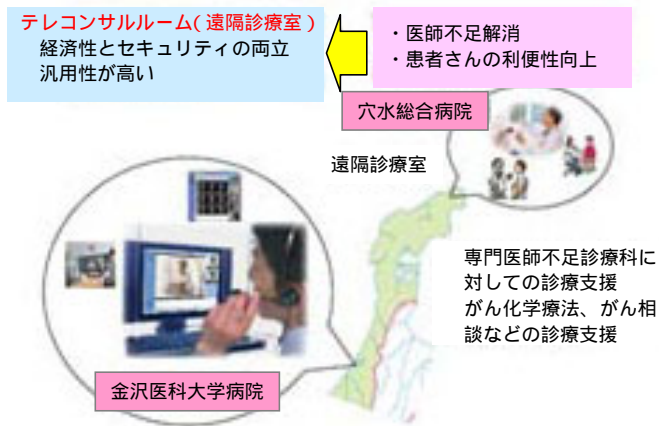 テレコンサルルーム(遠隔診療室)
経済性とセキュリティの両立
汎用性が高い
・医師不足解消
・患者さんの利便性向上
穴水総合病院
遠隔診療室
専門医師不足診療科に
対しての診療支援
がん化学療法、がん相
談などの診療支援
金沢医科大学病院